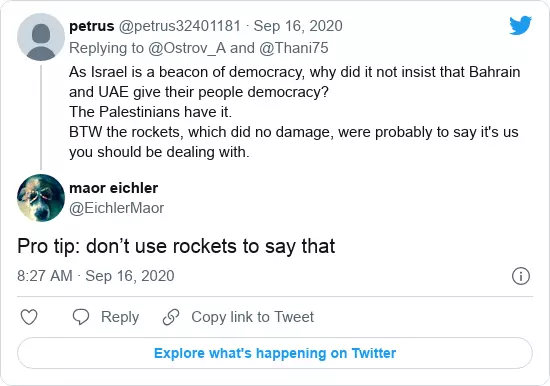 petrus @petrus32401181 · Sep 16, 2020
Replying to @Ostrov_A and @Thani75
As Israel is a beacon of democracy, why did it not insist that Bahrain
and UAE give their people democracy?
The Palestinians have it.
BTW the rockets, which did no damage, were probably to say it's us
you should be dealing with.
maor eichler
@EichlerMaor
Pro tip: don’t use rockets to say that
8:27 AM · Sep 16, 2020
Reply
Copy link to Tweet
Explore what's happening on Twitter